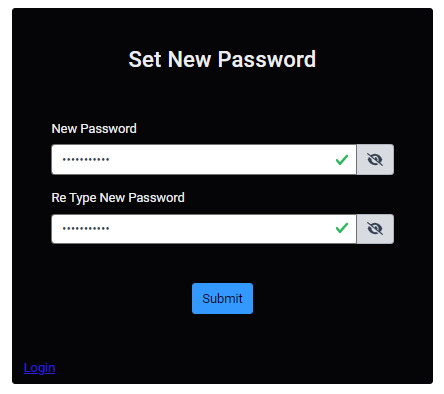 Set New Password
New Password
•••••••••••
Re Type New Password
•••••••••••
Submit
Login